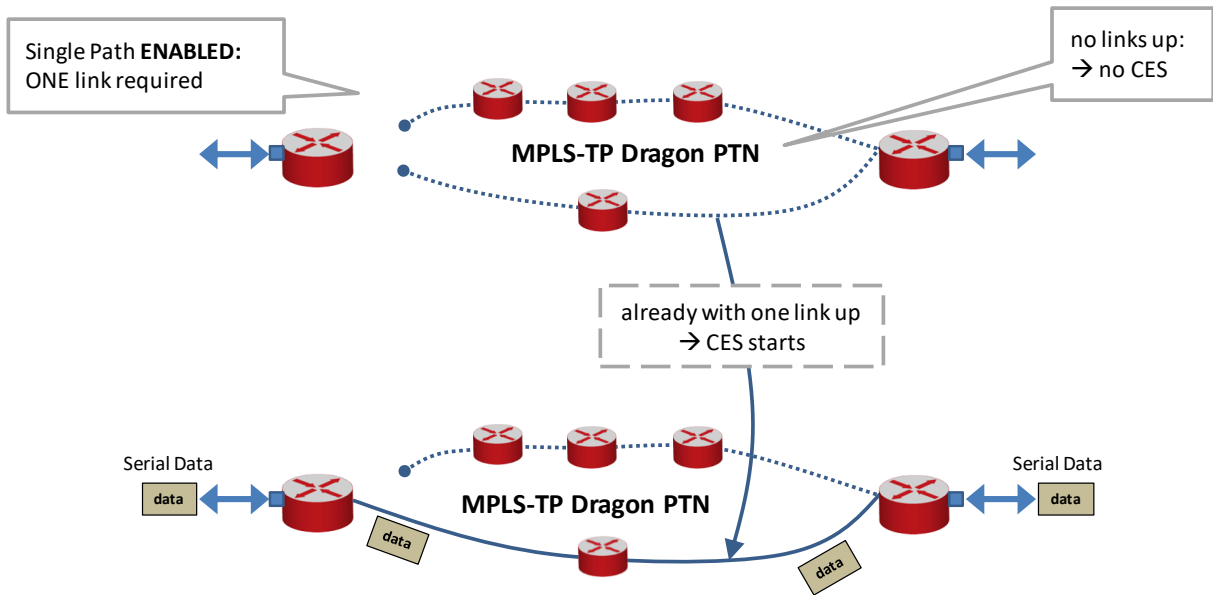 Single Path ENABLED:
ONE link required
no links up:
→ no CES
MPLS-TP Dragon PTN
already with one link up
→ CES starts
Serial Data
data
MPLS-TP Dragon PTN
data
data
Serial Data
data